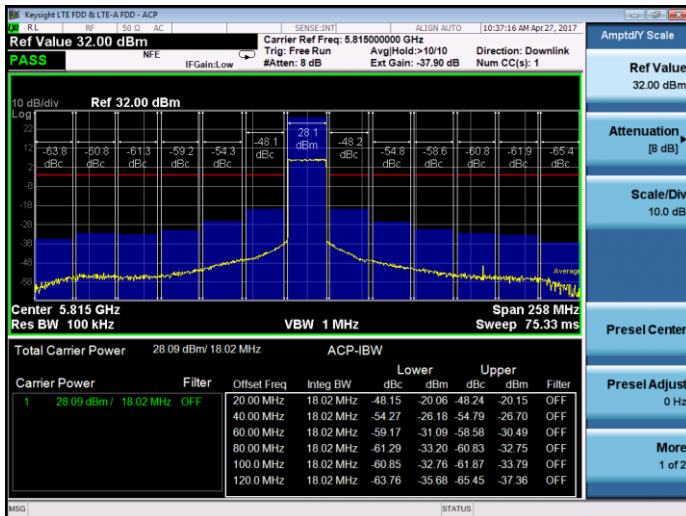 Keysight LTE FDD & LTE-A FDD - ACP
RL RF 50 Ω AC SENSE:INT ALIGN AUTO 10:37:16 AM Apr 27, 2017
Ref Value 32.00 dBm
Carrier Ref Freq: 5.815000000 GHz
PASS NFE IFGain:Low
Trig: Free Run Avg|Hold:>10/10 Direction: Downlink
#Atten: 8 dB Ext Gain: -37.90 dB Num CC(s): 1
10 dB/div Ref 32.00 dBm
Log
22
12
2
-8
-18
-28
-38
-48
-58
-63.8 dBc
-60.8 dBc
-61.3 dBc
-59.2 dBc
-54.3 dBc
-48.1 dBc
28.1 dBm
-48.2 dBc
-54.8 dBc
-58.6 dBc
-60.8 dBc
-61.9 dBc
-65.4 dBc
Average
Center 5.815 GHz Span 258 MHz
Res BW 100 kHz VBW 1 MHz Sweep 75.33 ms
Total Carrier Power 28.09 dBm/ 18.02 MHz ACP-IBW
Lower Upper
Carrier Power Filter Offset Freq Integ BW dBc dBm dBc dBm Filter
1 28.09 dBm / 18.02 MHz OFF
20.00 MHz 18.02 MHz -48.15 -20.06 -48.24 -20.15 OFF
40.00 MHz 18.02 MHz -54.27 -26.18 -54.79 -26.70 OFF
60.00 MHz 18.02 MHz -59.17 -31.09 -58.58 -30.49 OFF
80.00 MHz 18.02 MHz -61.29 -33.20 -60.83 -32.75 OFF
100.0 MHz 18.02 MHz -60.85 -32.76 -61.87 -33.79 OFF
120.0 MHz 18.02 MHz -63.76 -35.68 -65.45 -37.36 OFF
MSG STATUS
Amptd/Y Scale
Ref Value
32.00 dBm
Attenuation
[8 dB]
Scale/Div
10.0 dB
Presel Center
Presel Adjust
0 Hz
More
1 of 2